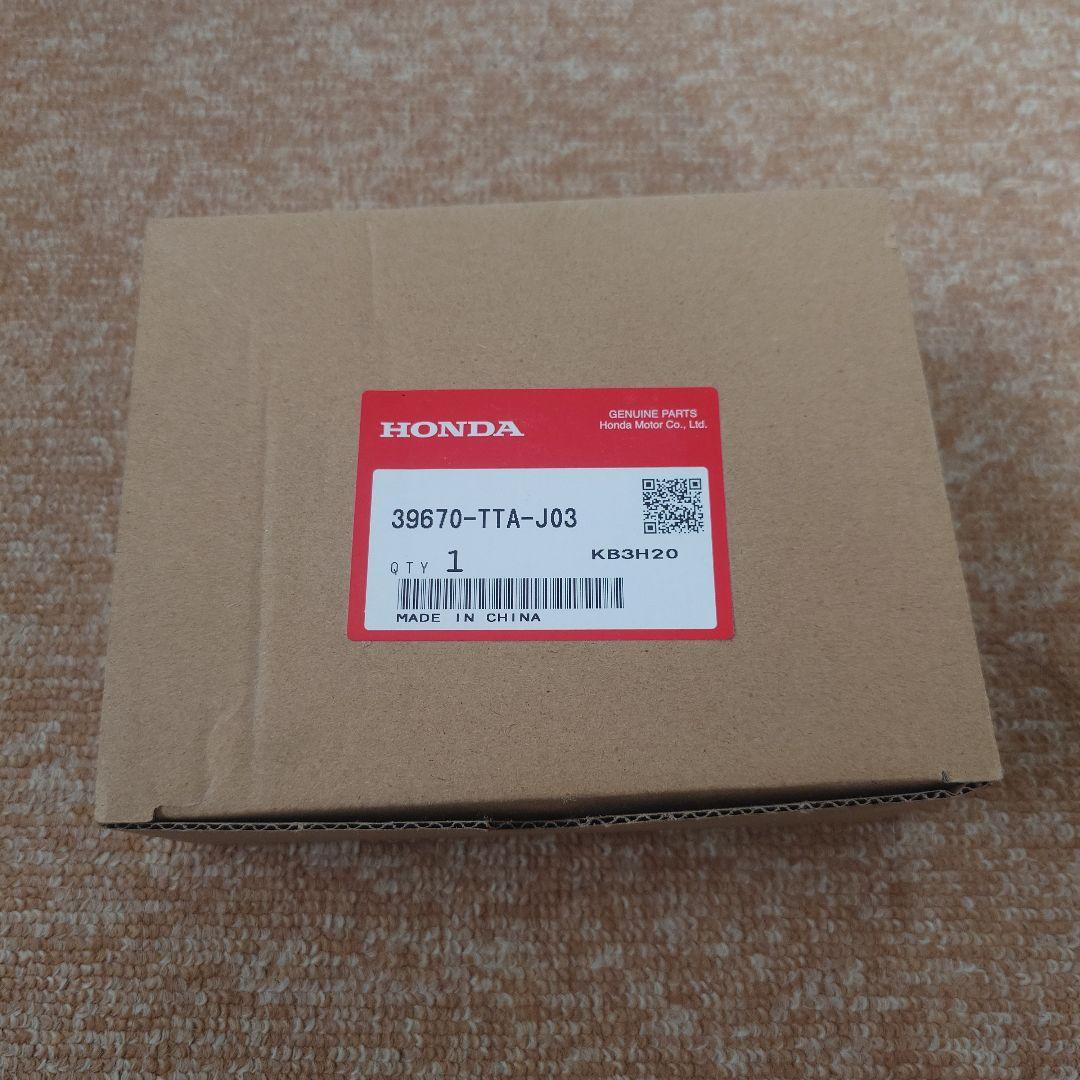 HONDA
GENUINE PARTS
Honda Motor Co., Ltd.
39670-TTA-J03
KB3H20
QTY 1
MADE IN CHINA